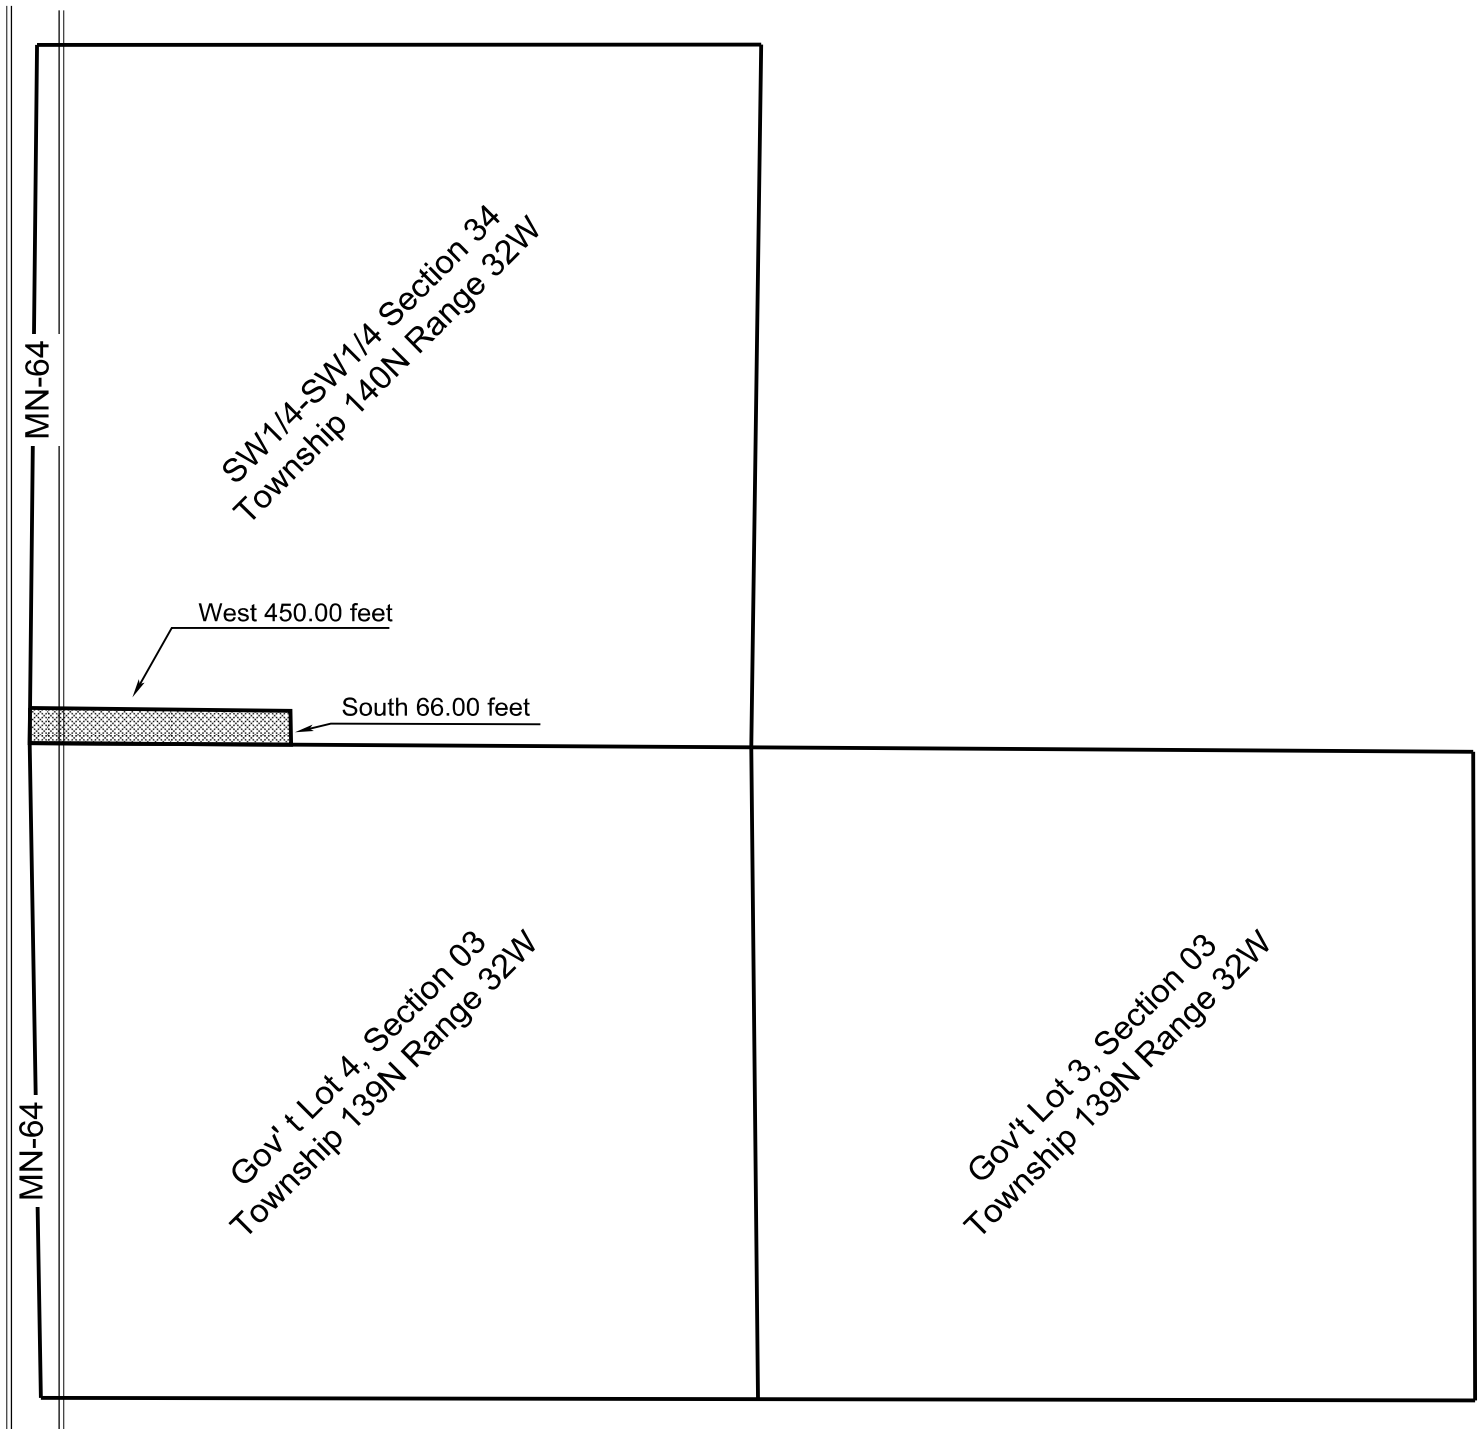 SW1/4-SW1/4 Section 34
Township 140N Range 32W
MN-64
West 450.00 feet
South 66.00 feet
Gov' t Lot 4, Section 03
Township 139N Range 32W
Gov't Lot 3, Section 03
Township 139N Range 32W
MN-64